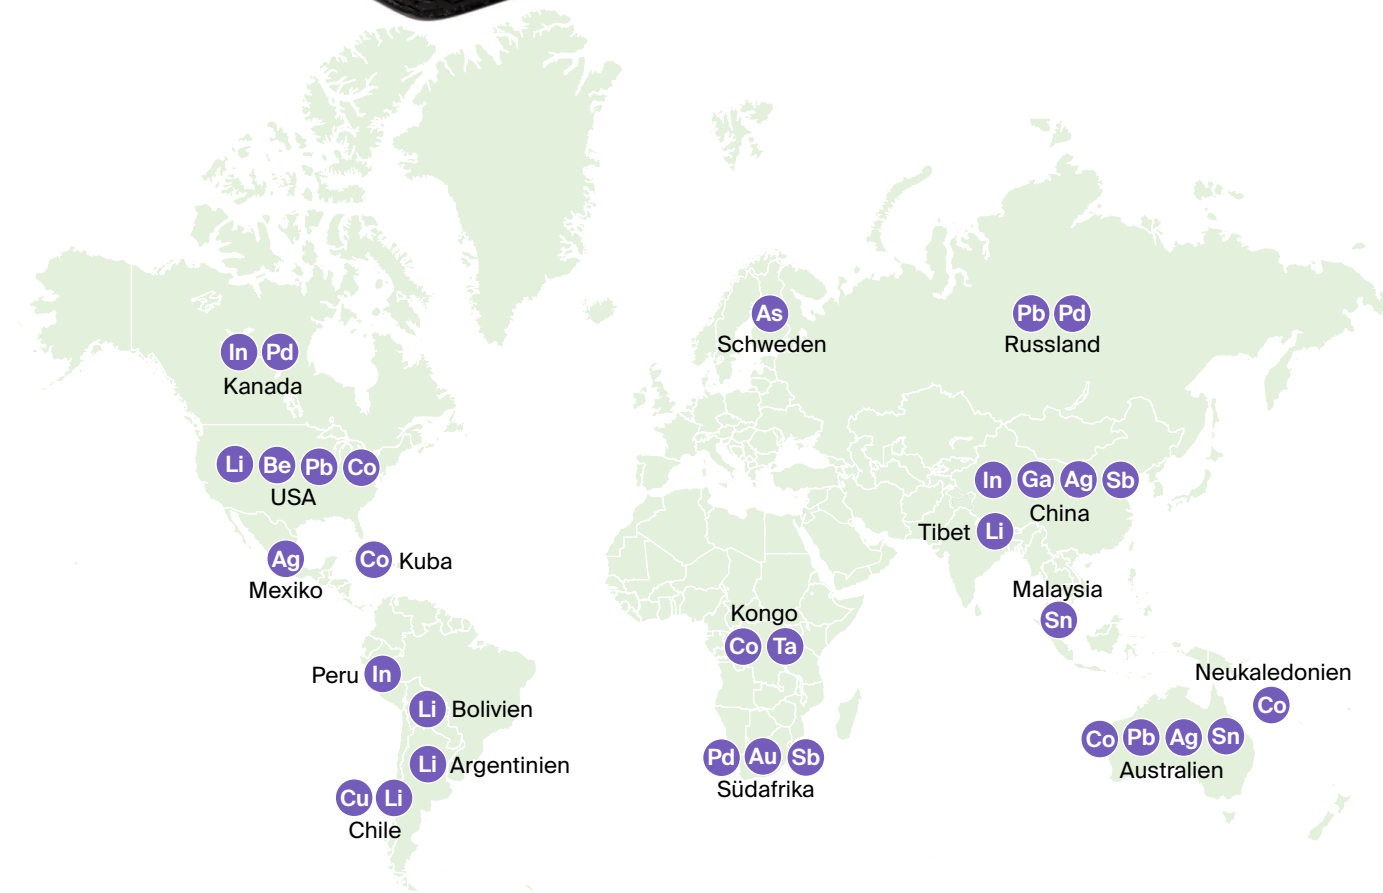 As
Schweden
Pb Pd
Russland
In Pd
Kanada
Li Be Pb Co
USA
In Ga Ag Sb
China
Tibet Li
Ag
Mexiko
Co Kuba
Malaysia
Sn
Kongo
Co Ta
Peru In
Neukaledonien
Co
Li Bolivien
Co Pb Ag Sn
Australien
Li Argentinien
Pd Au Sb
Südafrika
Cu Li
Chile